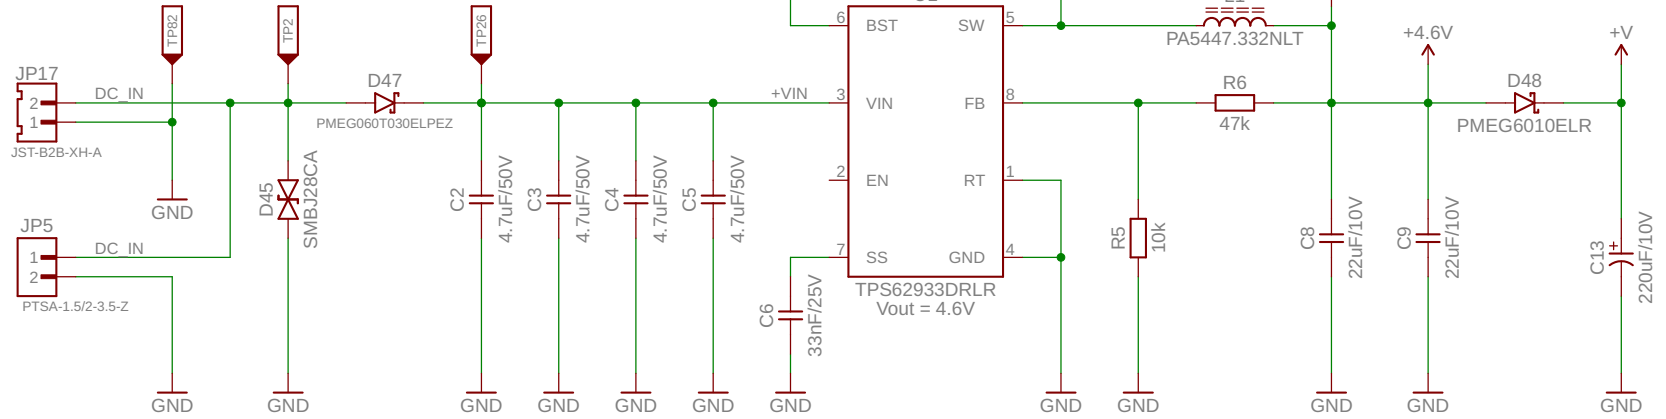 TP82
TP2
TP26
6
BST
SW
5
PA5447.332NLT
+4.6V
+V
JP17
2
1
DC_IN
JST-B2B-XH-A
D47
PMEG060T030ELPEZ
+VIN
3
VIN
FB
8
R6
47k
D48
PMEG6010ELR
GND
D45
SMBJ28CA
C2
4.7uF/50V
C3
4.7uF/50V
C4
4.7uF/50V
C5
4.7uF/50V
2
EN
RT
1
JP5
1
2
DC_IN
PTSA-1.5/2-3.5-Z
7
SS
GND
4
TPS62933DRLR
Vout = 4.6V
C6
33nF/25V
R5
10k
C8
22uF/10V
C9
22uF/10V
C13
+
220uF/10V
GND
GND
GND
GND
GND
GND
GND
GND
GND
GND
GND
GND